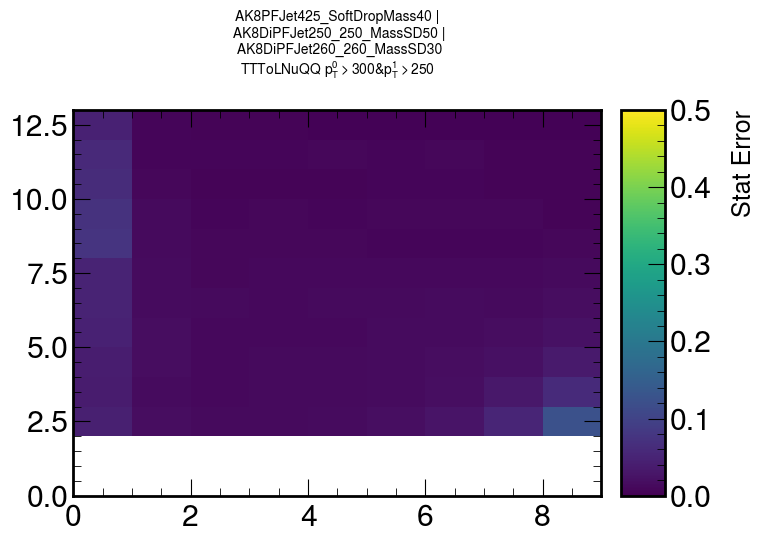 AK8PFJet425_SoftDropMass40 |
AK8DiPFJet250_250_MassSD50 |
AK8DiPFJet260_260_MassSD30
TTToLNuQQ p_T^0 > 300&p_T^1 > 250
12.5
10.0
7.5
5.0
2.5
0.0
0 2 4 6 8
0.5
0.4
0.3
0.2
0.1
0.0
Stat Error